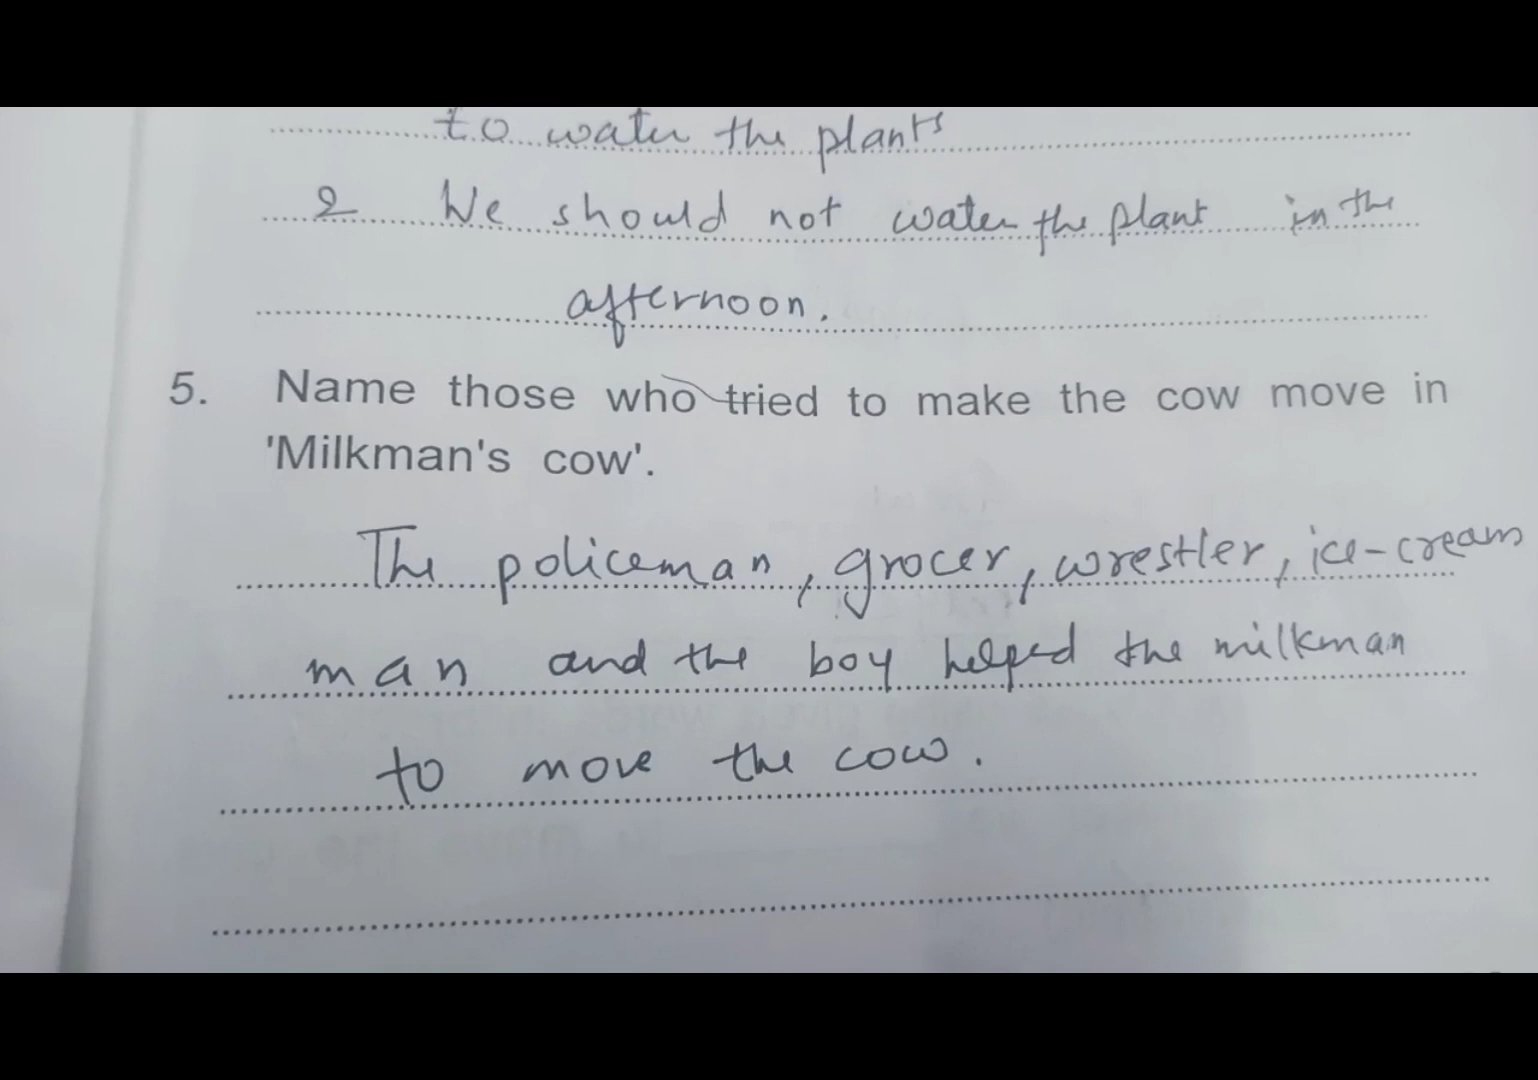 to water the plants
2 We should not water the plant in the
afternoon.
5. Name those who tried to make the cow move in
'Milkman's cow'.
The policeman, grocer, wrestler, ice-cream
man and the boy helped the milkman
to move the cow.